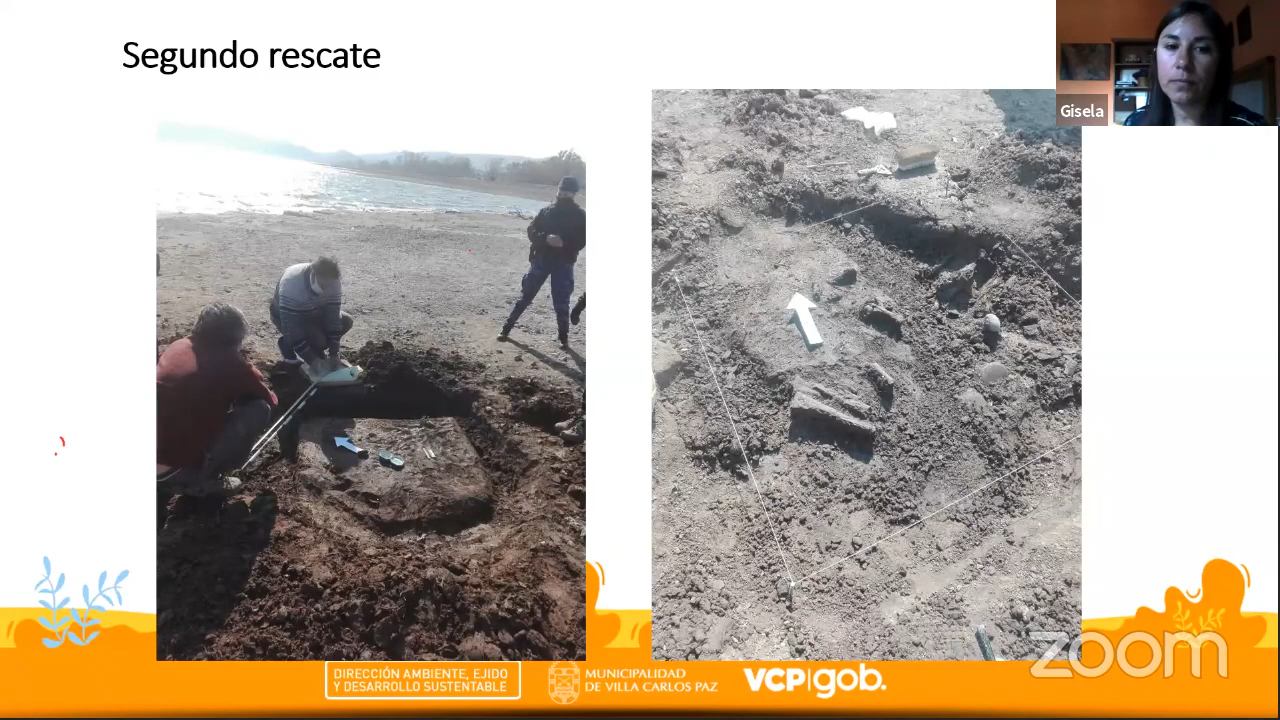 Segundo rescate
Gisela
DIRECCIÓN AMBIENTE, EJIDO
Y DESARROLLO SUSTENTABLE
MUNICIPALIDAD
DE VILLA CARLOS PAZ
VCP|gob.
zoom